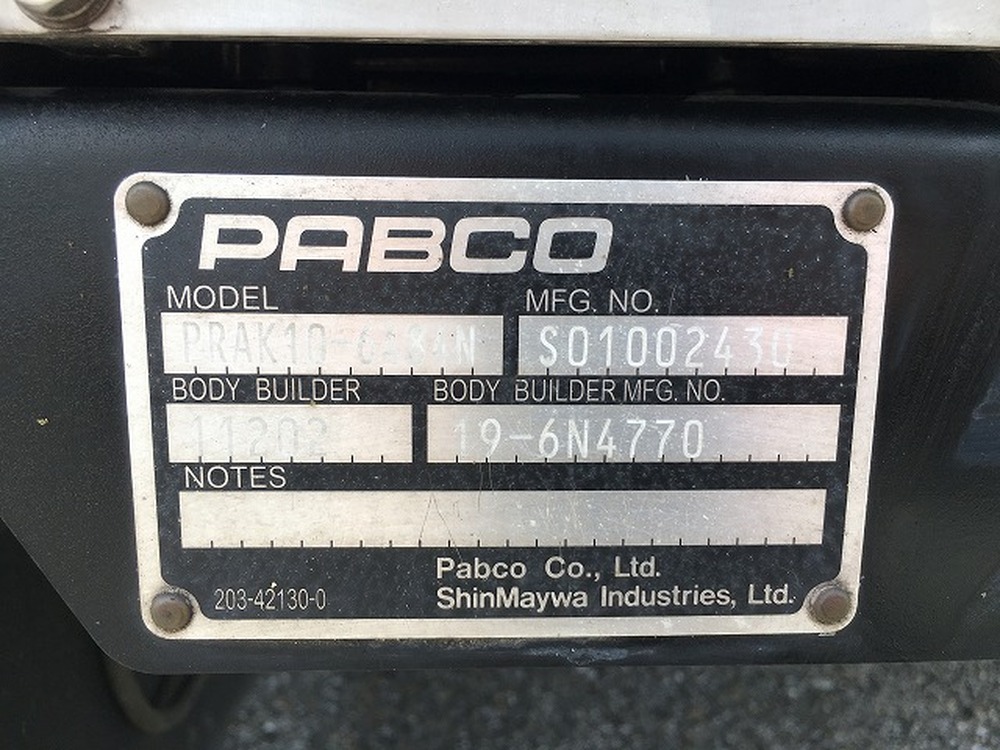 PABCO
MODEL MFG. NO.
PRAK10-6484N S01002430
BODY BUILDER BODY BUILDER MFG. NO.
11202 19-6N4770
NOTES
Pabco Co., Ltd.
203-42130-0 ShinMaywa Industries, Ltd.